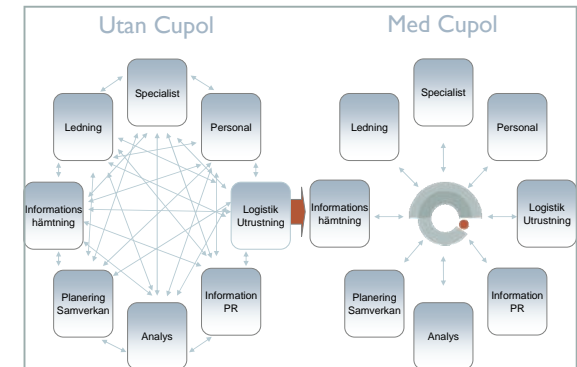 Utan Cupol
Specialist
Ledning
Personal
Informations
hämtning
Logistik
Utrustning
Planering
Samverkan
Information
PR
Analys
Med Cupol
Specialist
Ledning
Personal
Informations
hämtning
Logistik
Utrustning
Planering
Samverkan
Information
PR
Analys